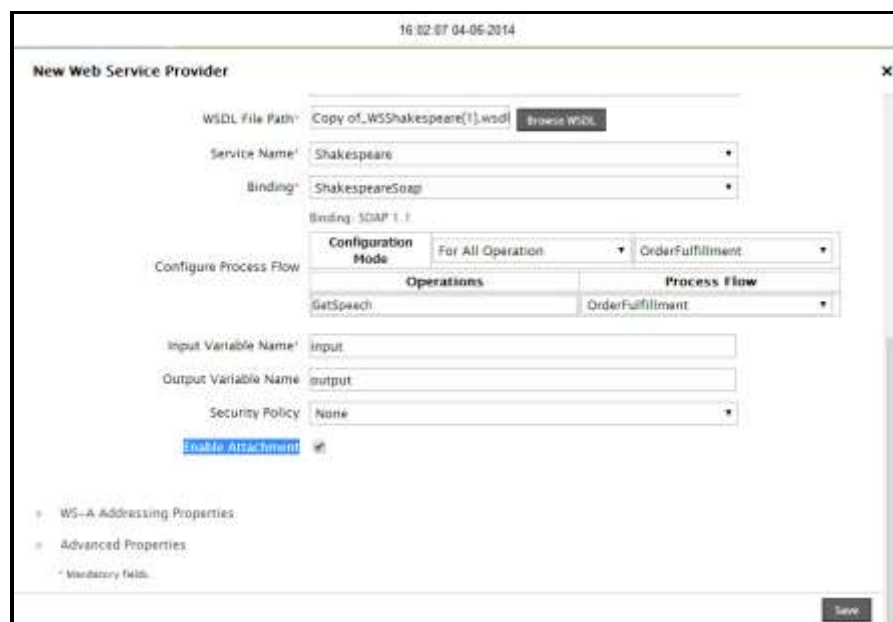 16:02:07 04-06-2014
New Web Service Provider
×
WSDL File Path* Copy of_WSShakespeare[1].wsdl Browse WSDL
Service Name* Shakespeare
Binding* ShakespeareSoap
Binding: SOAP 1.1
Configure Process Flow Configuration Mode For All Operation OrderFulfillment
Operations Process Flow
GetSpeech OrderFulfillment
Input Variable Name* input
Output Variable Name output
Security Policy None
Enable Attachment
WS-A Addressing Properties
Advanced Properties
* Mandatory fields.
Save